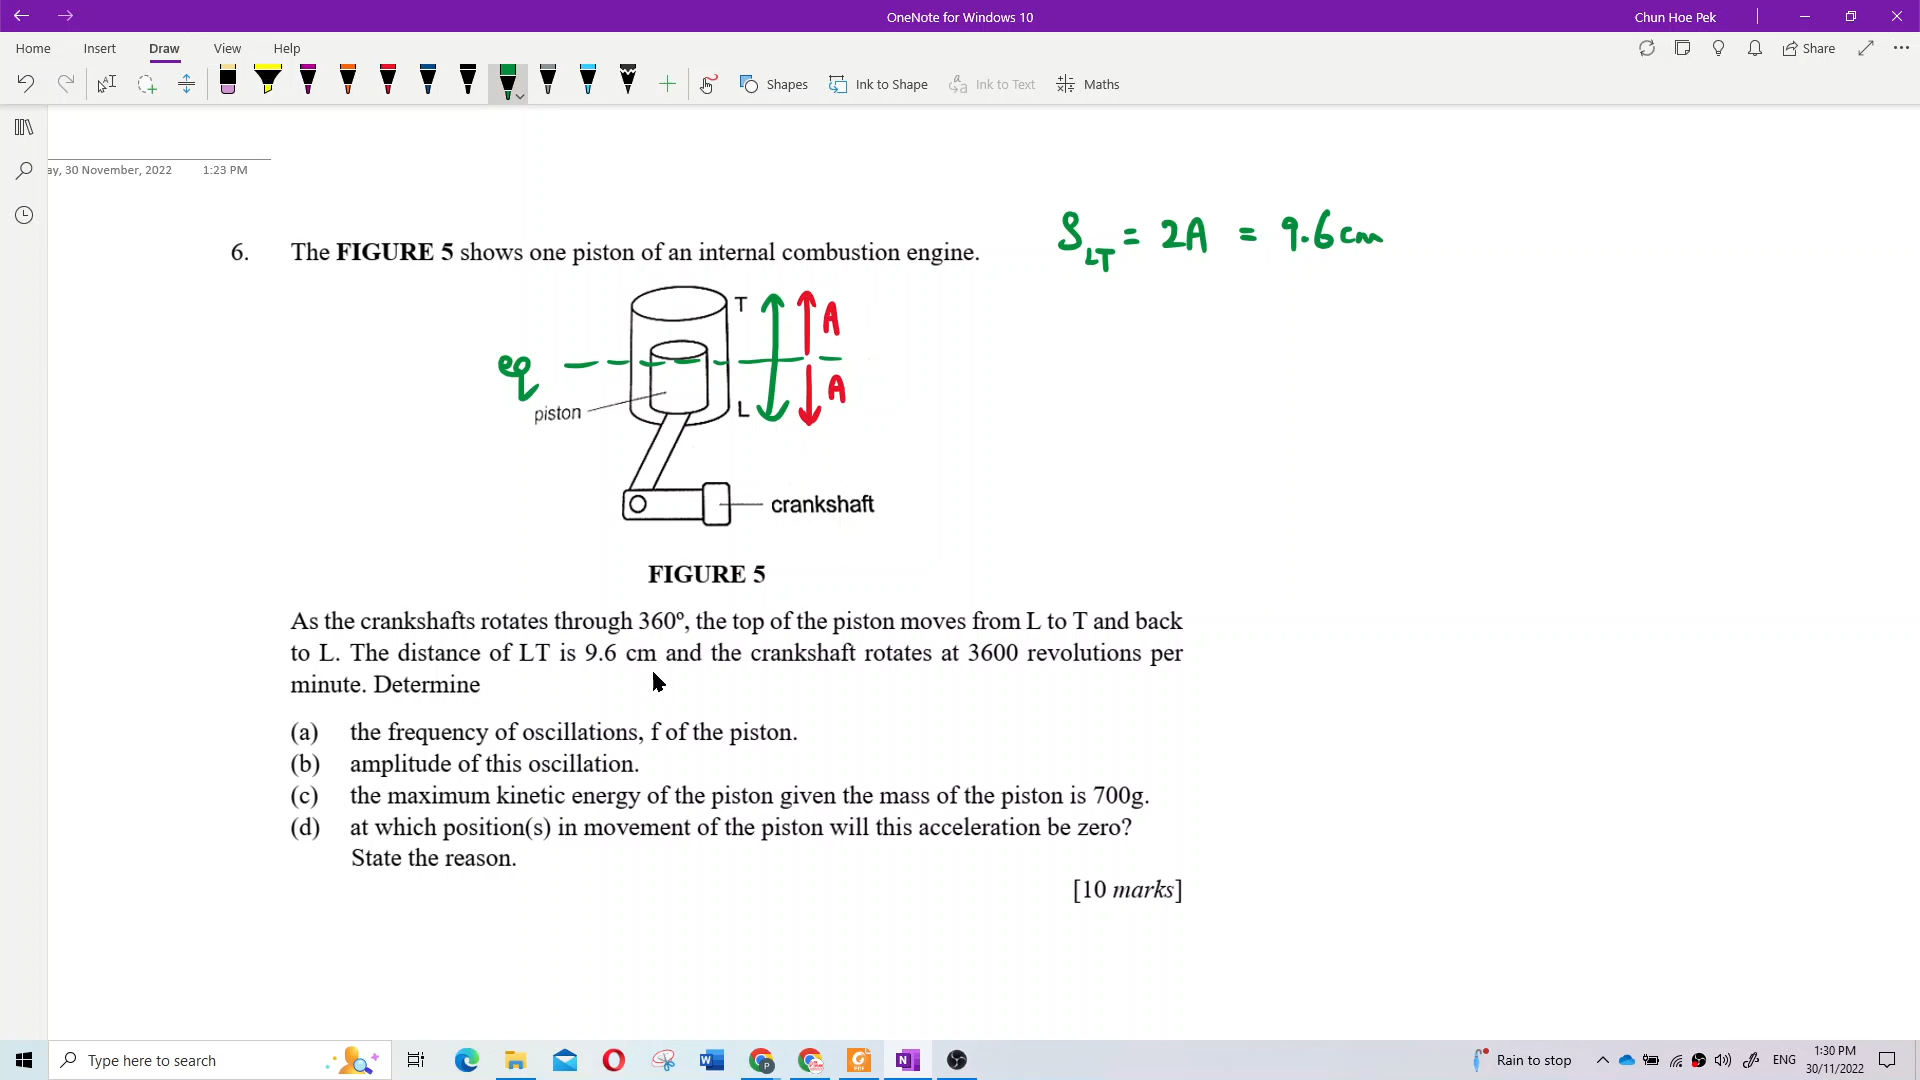 OneNote for Windows 10
Chun Hoe Pek
Home Insert Draw View Help
Share
Shapes Ink to Shape Ink to Text Maths
ay, 30 November, 2022 1:23 PM
S LT = 2A = 9.6cm
6. The FIGURE 5 shows one piston of an internal combustion engine.
T
A
eq
A
L
piston
crankshaft
FIGURE 5
As the crankshafts rotates through 360º, the top of the piston moves from L to T and back
to L. The distance of LT is 9.6 cm and the crankshaft rotates at 3600 revolutions per
minute. Determine
(a) the frequency of oscillations, f of the piston.
(b) amplitude of this oscillation.
(c) the maximum kinetic energy of the piston given the mass of the piston is 700g.
(d) at which position(s) in movement of the piston will this acceleration be zero?
State the reason.
[10 marks]
Type here to search
Rain to stop
ENG
1:30 PM
30/11/2022